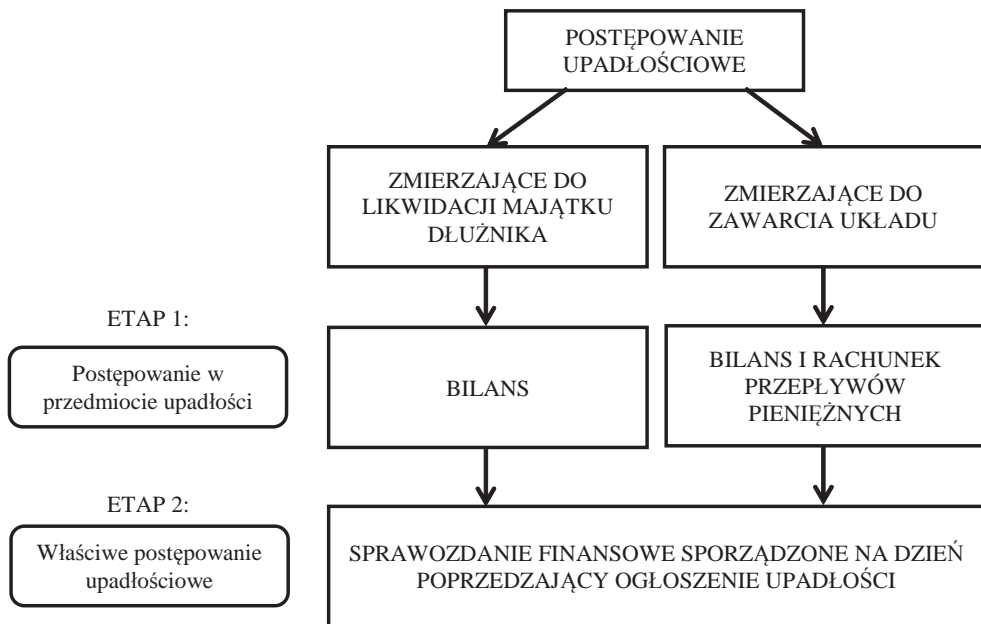 POSTĘPOWANIE
UPADŁOŚCIOWE
ZMIERZAJĄCE DO
LIKWIDACJI MAJĄTKU
DŁUŻNIKA
ZMIERZAJĄCE DO
ZAWARCIA UKŁADU
ETAP 1:
Postępowanie w
przedmiocie upadłości
BILANS
BILANS I RACHUNEK
PRZEPŁYWÓW
PIENIĘŻNYCH
ETAP 2:
Właściwe postępowanie
upadłościowe
SPRAWOZDANIE FINANSOWE SPORZĄDZONE NA DZIEŃ
POPRZEDZAJĄCY OGŁOSZENIE UPADŁOŚCI